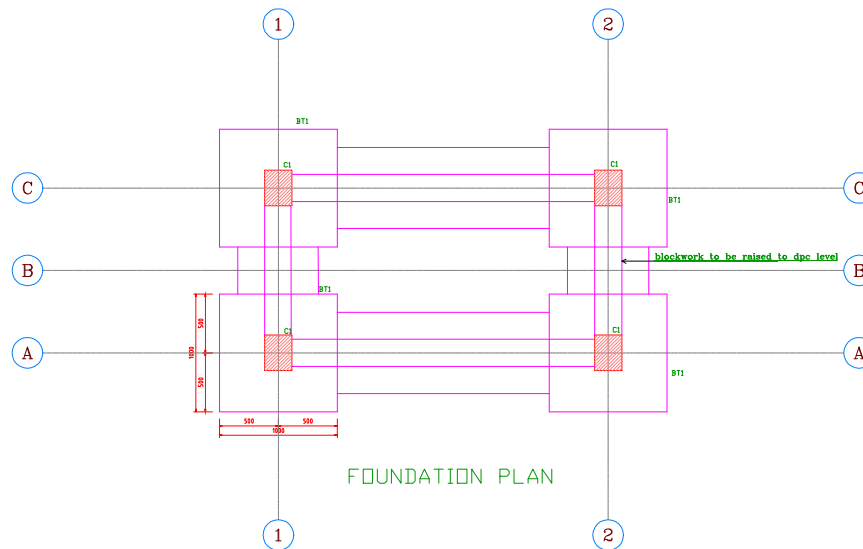 1 2
BT1
C1 C1
C C
BT1
blockwork to be raised to dpc level
B B
BT1
500
C1 C1
1000
A A
BT1
500
500 500
1000
FOUNDATION PLAN
1 2